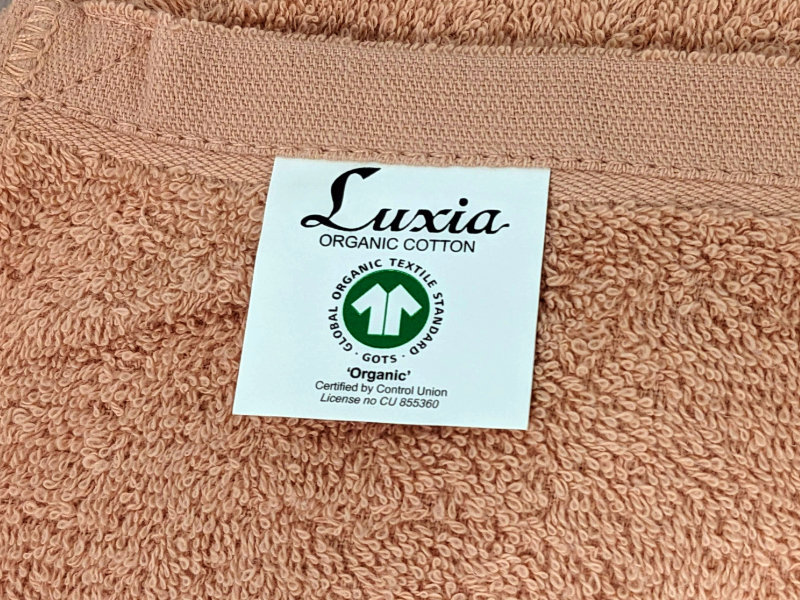 Luxia
ORGANIC COTTON
GLOBAL ORGANIC TEXTILE STANDARD
· GOTS ·
‘Organic’
Certified by Control Union
License no CU 855360